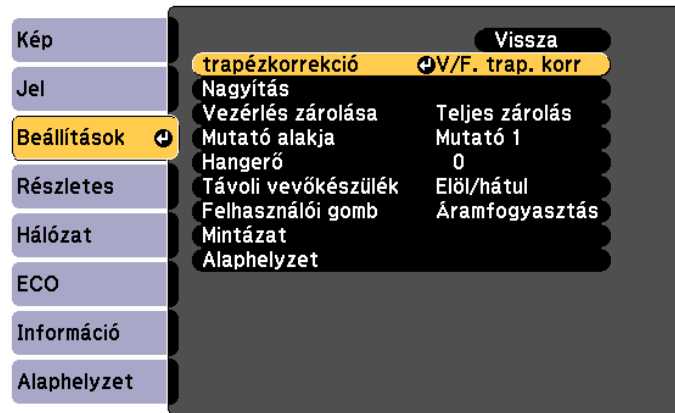 Kép
Jel
Beállítások
Részletes
Hálózat
ECO
Információ
Alaphelyzet
Vissza
trapézkorrekció V/F. trap. korr
Nagyítás
Vezérlés zárolása Teljes zárolás
Mutató alakja Mutató 1
Hangerő 0
Távoli vevőkészülék Elöl/hátul
Felhasználói gomb Áramfogyasztás
Mintázat
Alaphelyzet